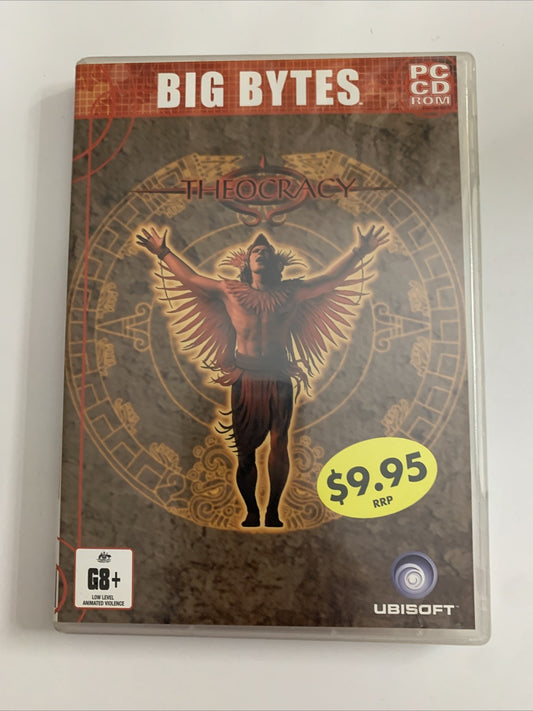 BIG BYTES
PC
CD
ROM
THEOCRACY
$9.95
RRP
G8+
LOW LEVEL
ANIMATED VIOLENCE
UBISOFT